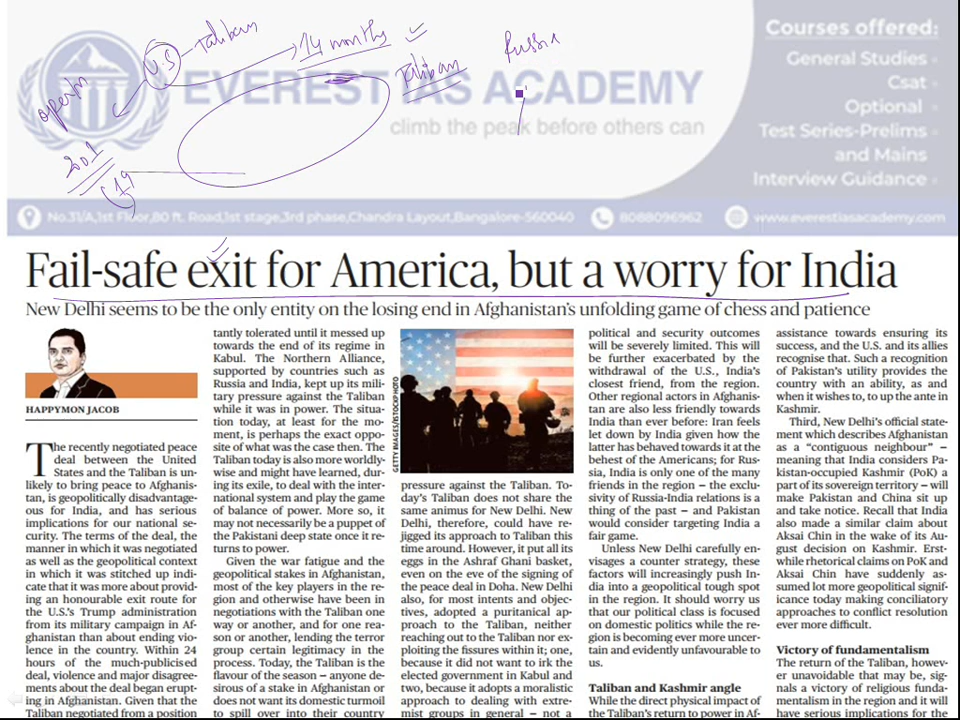 Courses offered:
General Studies
Csat
Optional
Test Series-Prelims
and Mains
Interview Guidance
U.S - Taliban
14 months
Taliban
Russia
2001
19
EVEREST IAS ACADEMY
climb the peak before others can
No.31/A,1st Floor,80 ft. Road,1st stage,3rd phase,Chandra Layout,Bangalore-560040
8088096962
www.everestiasacademy.com
Fail-safe exit for America, but a worry for India
New Delhi seems to be the only entity on the losing end in Afghanistan's unfolding game of chess and patience
HAPPYMON JACOB
The recently negotiated peace
deal between the United
States and the Taliban is un-
likely to bring peace to Afghanis-
tan, is geopolitically disadvantage-
ous for India, and has serious
implications for our national se-
curity. The terms of the deal, the
manner in which it was negotiated
as well as the geopolitical context
in which it was stitched up indi-
cate that it was more about provid-
ing an honourable exit route for
the U.S.'s Trump administration
from its military campaign in Af-
ghanistan than about ending vio-
lence in the country. Within 24
hours of the much-publicised
deal, violence and major disagree-
ments about the deal began erupt-
ing in Afghanistan. Given that the
Taliban negotiated from a position
tantly tolerated until it messed up
towards the end of its regime in
Kabul. The Northern Alliance,
supported by countries such as
Russia and India, kept up its mili-
tary pressure against the Taliban
while it was in power. The situa-
tion today, at least for the mo-
ment, is perhaps the exact oppo-
site of what was the case then. The
Taliban today is also more worldly-
wise and might have learned, dur-
ing its exile, to deal with the inter-
national system and play the game
of balance of power. More so, it
may not necessarily be a puppet of
the Pakistani deep state once it re-
turns to power.
Given the war fatigue and the
geopolitical stakes in Afghanistan,
most of the key players in the re-
gion and otherwise have been in
negotiations with the Taliban one
way or another, and for one rea-
son or another, lending the terror
group certain legitimacy in the
process. Today, the Taliban is the
flavour of the season – anyone de-
sirous of a stake in Afghanistan or
does not want its domestic turmoil
to spill over into their country
GETTY IMAGES/ISTOCKPHOTO
pressure against the Taliban. To-
day's Taliban does not share the
same animus for New Delhi. New
Delhi, therefore, could have re-
jigged its approach to Taliban this
time around. However, it put all its
eggs in the Ashraf Ghani basket,
even on the eve of the signing of
the peace deal in Doha. New Delhi
also, for most intents and objec-
tives, adopted a puritanical ap-
proach to the Taliban, neither
reaching out to the Taliban nor ex-
ploiting the fissures within it; one,
because it did not want to irk the
elected government in Kabul and
two, because it adopts a moralistic
approach to dealing with extre-
mist groups in general – not a
political and security outcomes
will be severely limited. This will
be further exacerbated by the
withdrawal of the U.S., India's
closest friend, from the region.
Other regional actors in Afghanis-
tan are also less friendly towards
India than ever before: Iran feels
let down by India given how the
latter has behaved towards it at the
behest of the Americans; for Rus-
sia, India is only one of the many
friends in the region – the exclu-
sivity of Russia-India relations is a
thing of the past – and Pakistan
would consider targeting India a
fair game.
Unless New Delhi carefully en-
visages a counter strategy, these
factors will increasingly push In-
dia into a geopolitical tough spot
in the region. It should worry us
that our political class is focused
on domestic politics while the re-
gion is becoming ever more uncer-
tain and evidently unfavourable to
us.
Taliban and Kashmir angle
While the direct physical impact of
the Taliban's return to power in Af-
assistance towards ensuring its
success, and the U.S. and its allies
recognise that. Such a recognition
of Pakistan's utility provides the
country with an ability, as and
when it wishes to, to up the ante in
Kashmir.
Third, New Delhi's official state-
ment which describes Afghanistan
as a "contiguous neighbour" –
meaning that India considers Pa-
kistan-occupied Kashmir (PoK) a
part of its sovereign territory – will
make Pakistan and China sit up
and take notice. Recall that India
also made a similar claim about
Aksai Chin in the wake of its Au-
gust decision on Kashmir. Erst-
while rhetorical claims on PoK and
Aksai Chin have suddenly as-
sumed lot more geopolitical signi-
ficance today making conciliatory
approaches to conflict resolution
ever more difficult.
Victory of fundamentalism
The return of the Taliban, howev-
er unavoidable that may be, sig-
nals a victory of religious funda-
mentalism in the region and it will
have serious implications for the